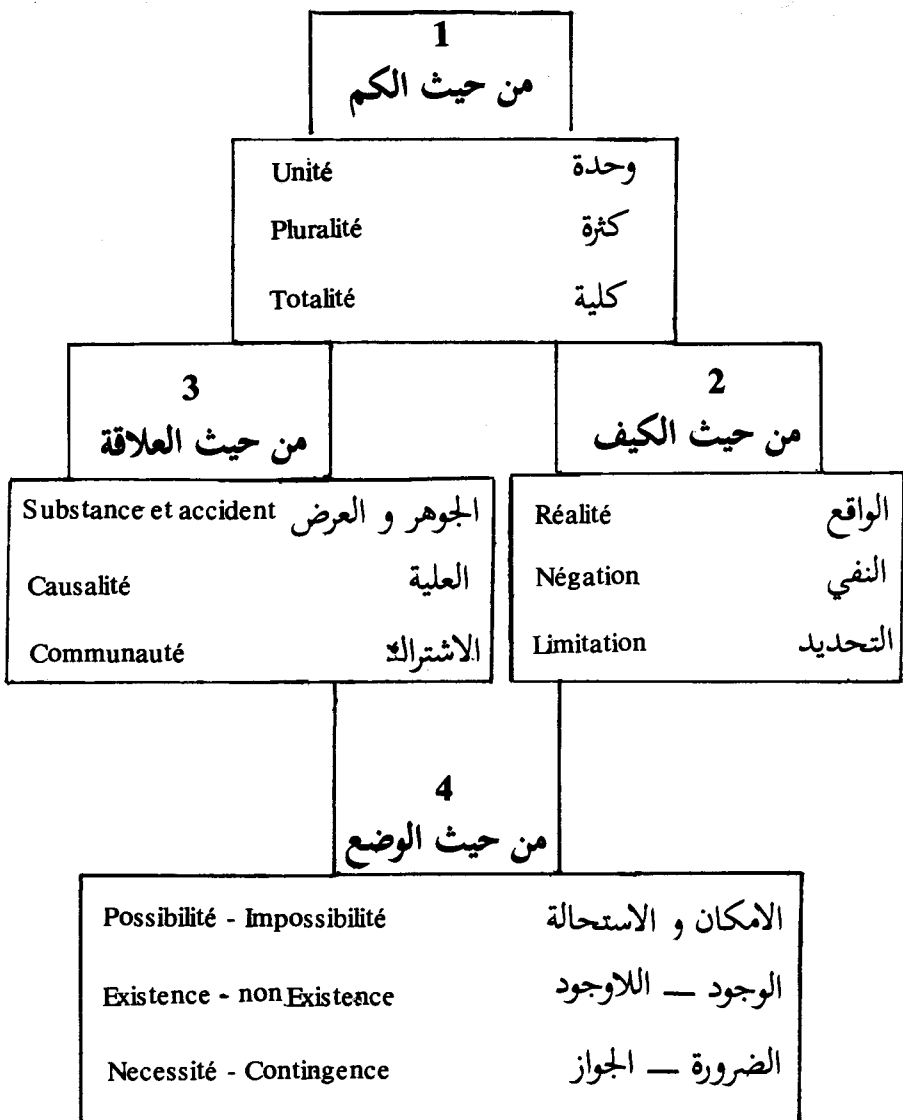 1
من حيث الكم
Unité وحدة
Pluralité كثرة
Totalité كلية
2
من حيث الكيف
Réalité الواقع
Négation النفي
Limitation التحديد
3
من حيث العلاقة
Substance et accident الجوهر و العرض
Causalité العلية
Communauté الاشتراك
4
من حيث الوضع
Possibilité - Impossibilité الامكان و الاستحالة
Existence - non Existence الوجود — اللاوجود
Necessité - Contingence الضرورة — الجواز